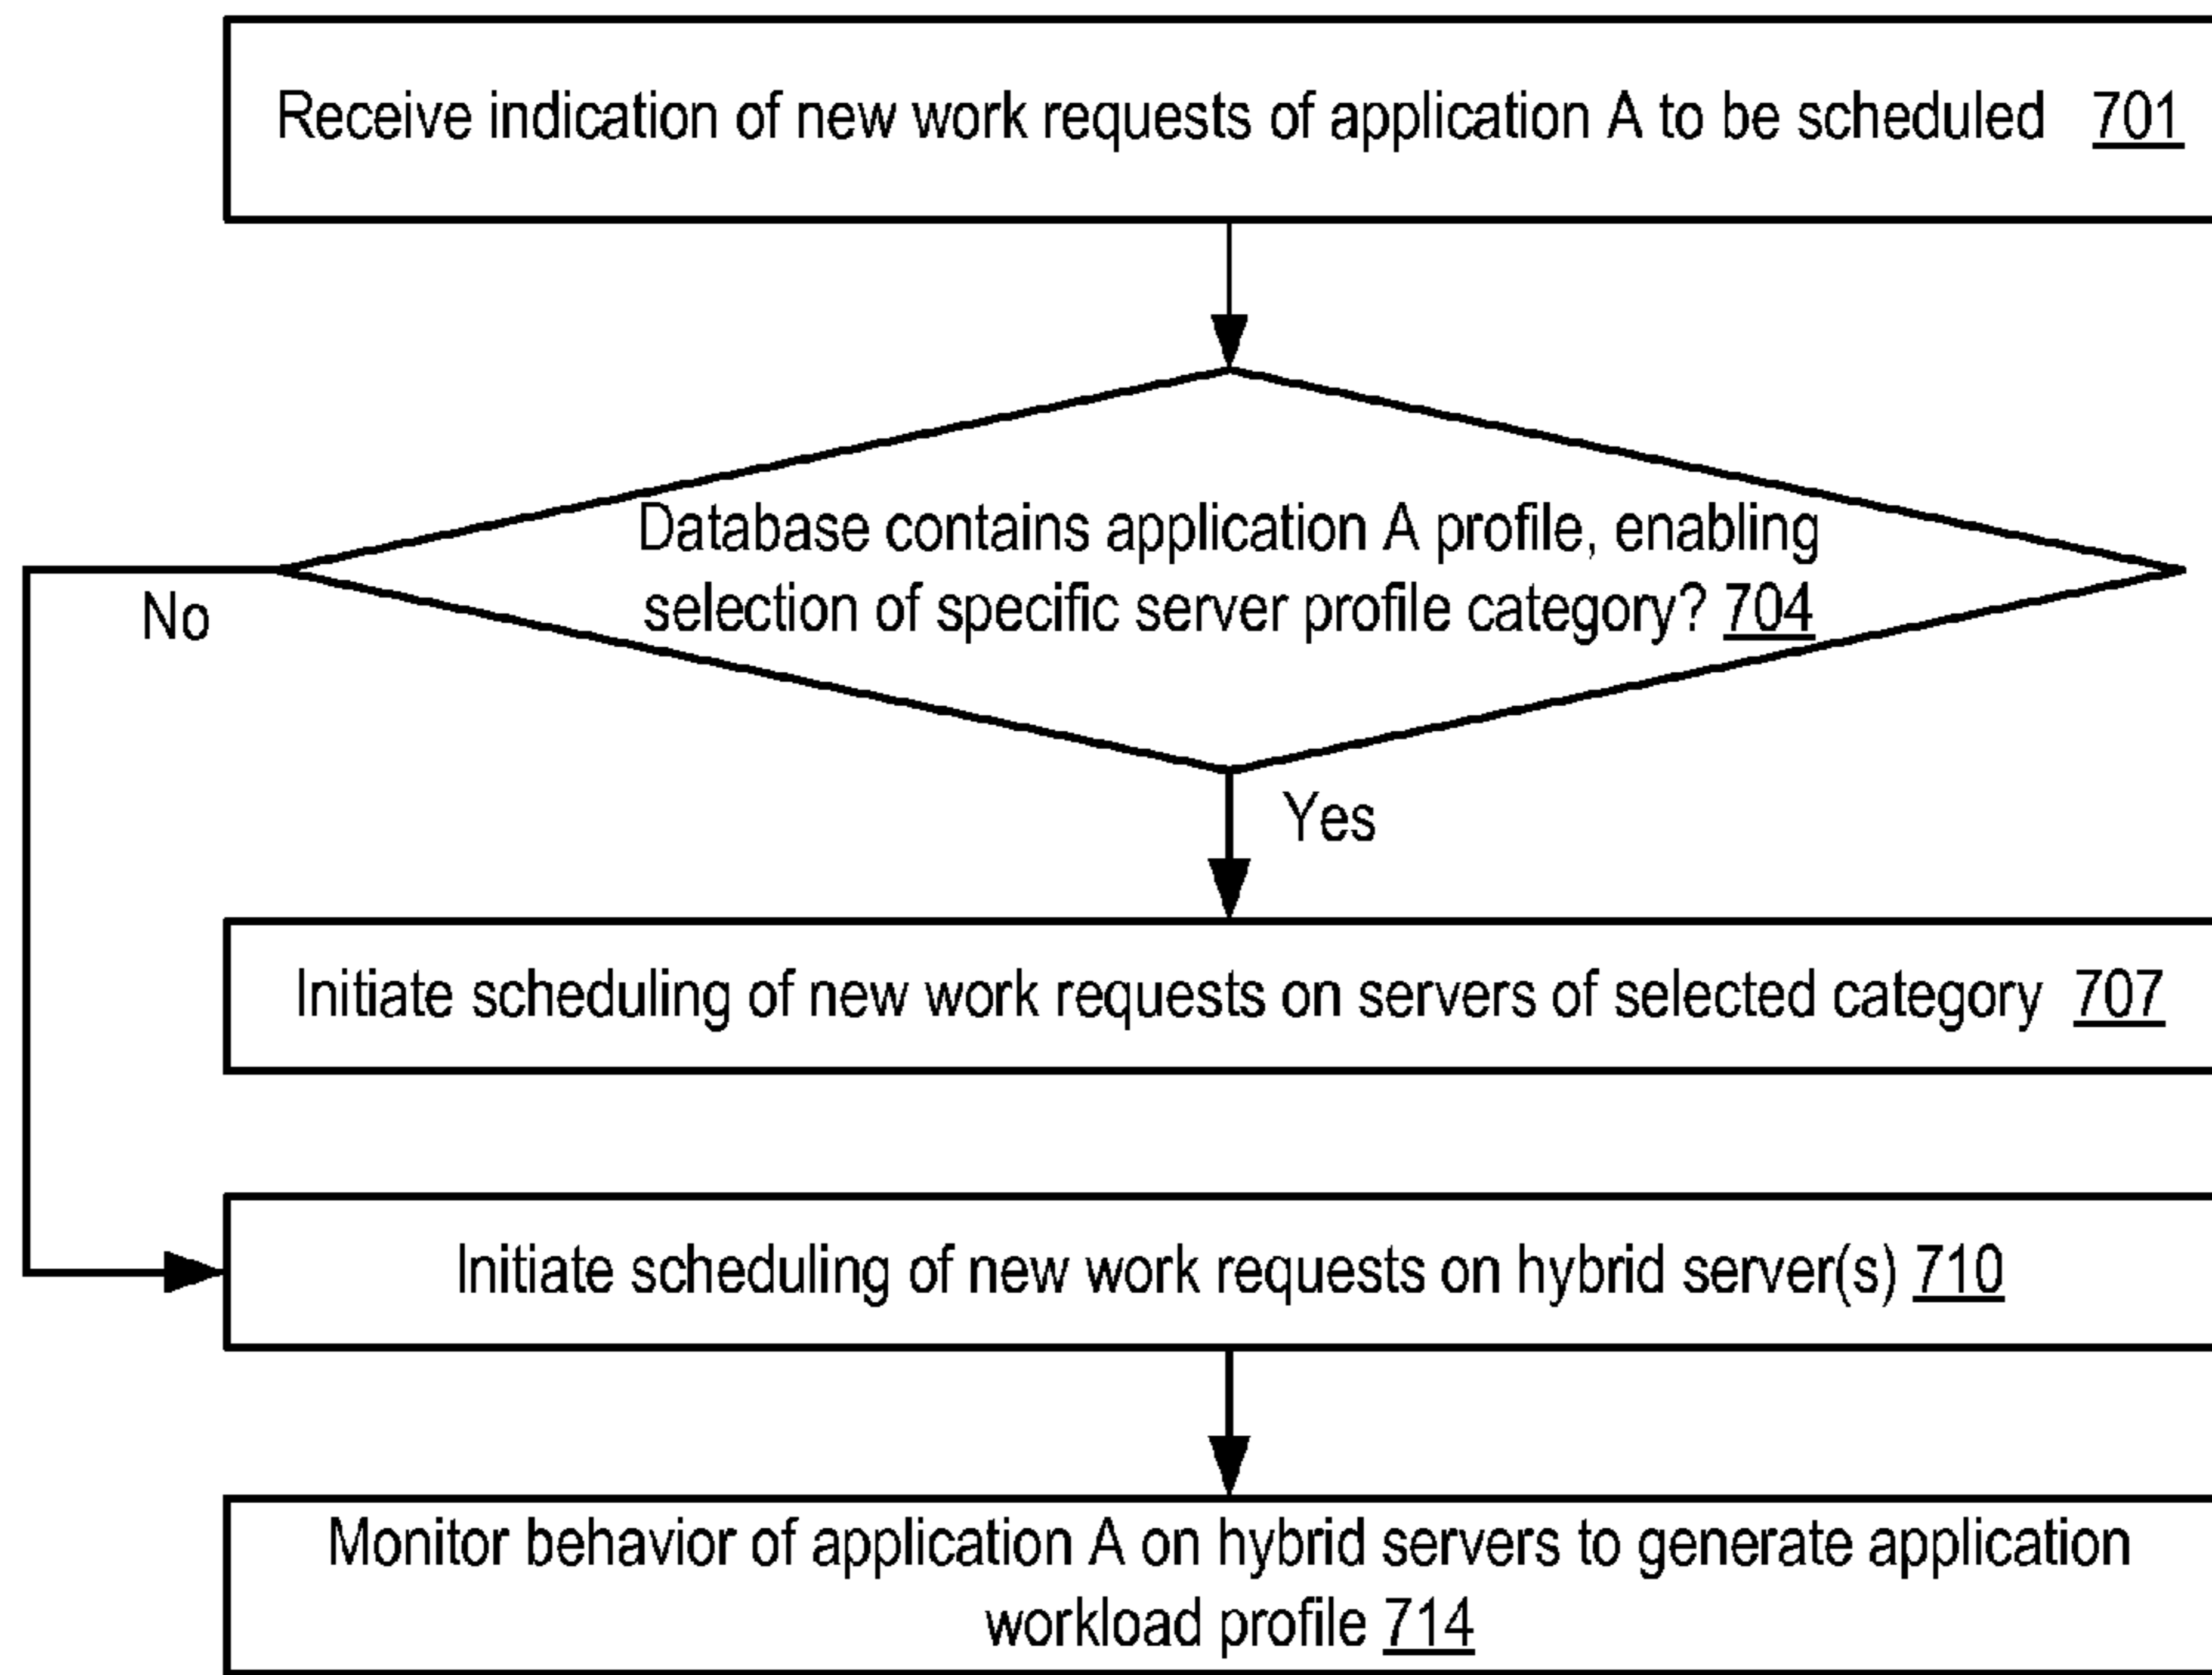 Receive indication of new work requests of application A to be scheduled 701
Database contains application A profile, enabling
selection of specific server profile category? 704
No
Yes
Initiate scheduling of new work requests on servers of selected category 707
Initiate scheduling of new work requests on hybrid server(s) 710
Monitor behavior of application A on hybrid servers to generate application
workload profile 714